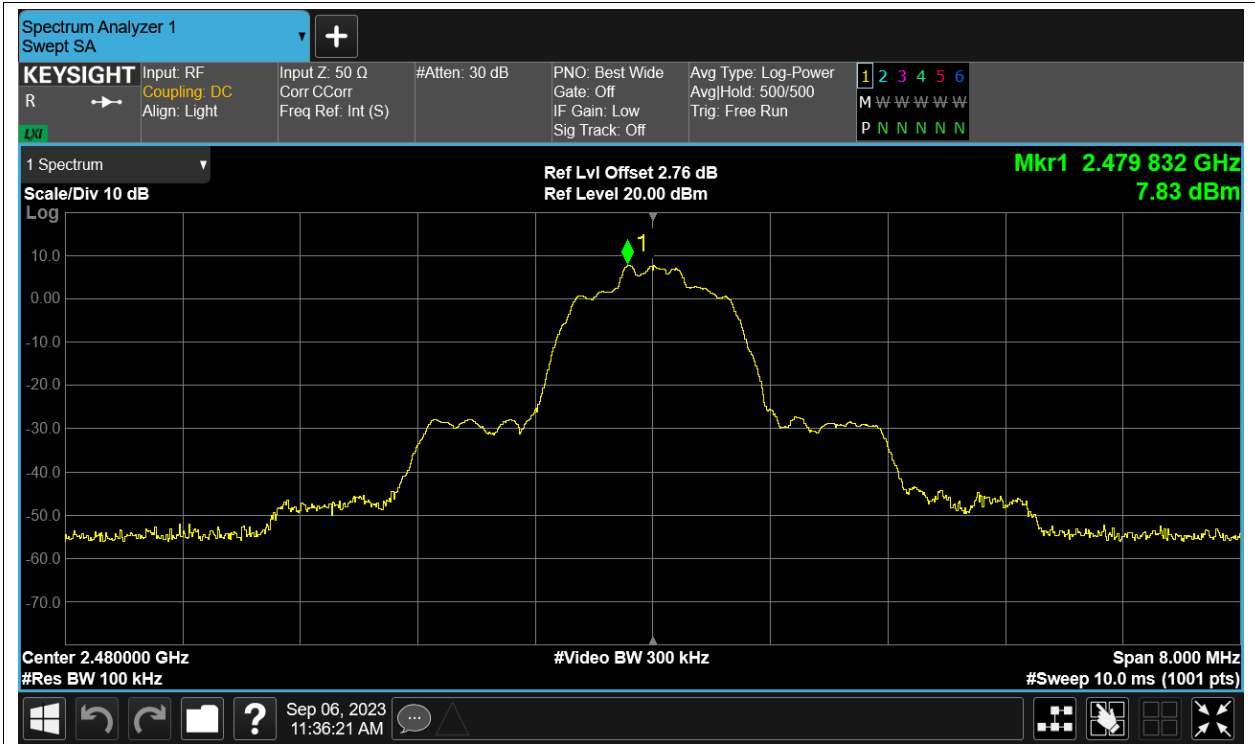 Spectrum Analyzer 1
Swept SA
+
KEYSIGHT
R
LXI
Input: RF
Coupling: DC
Align: Light
Input Z: 50 Ω
Corr CCorr
Freq Ref: Int (S)
#Atten: 30 dB
PNO: Best Wide
Gate: Off
IF Gain: Low
Sig Track: Off
Avg Type: Log-Power
Avg|Hold: 500/500
Trig: Free Run
1 2 3 4 5 6
M W W W W W
P N N N N N
1 Spectrum
Scale/Div 10 dB
Log
Ref Lvl Offset 2.76 dB
Ref Level 20.00 dBm
Mkr1 2.479 832 GHz
7.83 dBm
1
10.0
0.00
-10.0
-20.0
-30.0
-40.0
-50.0
-60.0
-70.0
Center 2.480000 GHz
#Video BW 300 kHz
Span 8.000 MHz
#Res BW 100 kHz
#Sweep 10.0 ms (1001 pts)
?
Sep 06, 2023
11:36:21 AM